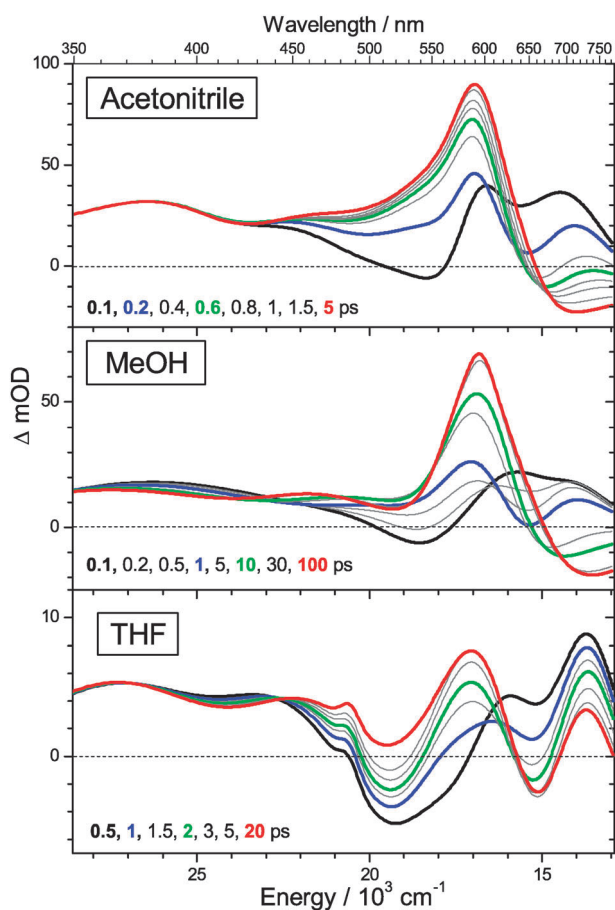 Wavelength / nm
350 400 450 500 550 600 650 700 750
100
Acetonitrile
50
0
0.1, 0.2, 0.4, 0.6, 0.8, 1, 1.5, 5 ps
MeOH
50
Δ mOD
0
0.1, 0.2, 0.5, 1, 5, 10, 30, 100 ps
10
THF
0
0.5, 1, 1.5, 2, 3, 5, 20 ps
25 20 15
Energy / 10³ cm⁻¹